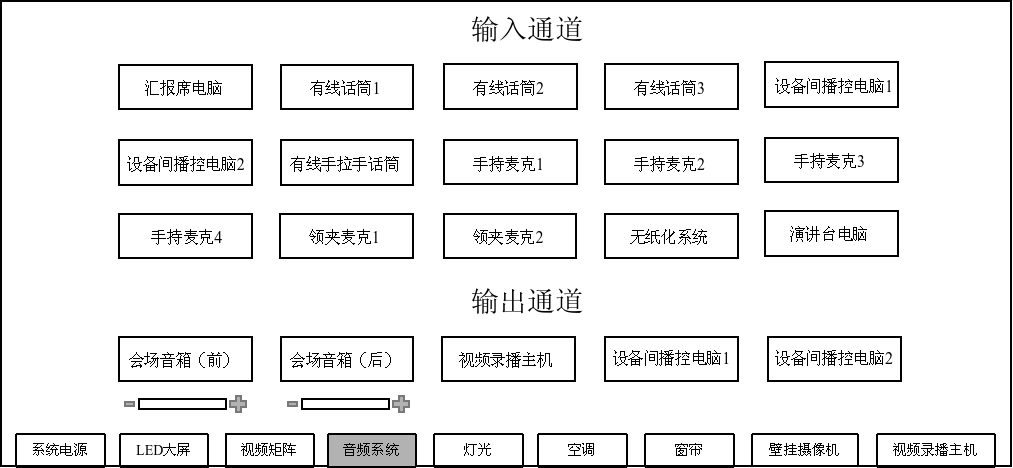 输入通道
汇报席电脑 有线话筒1 有线话筒2 有线话筒3 设备间播控电脑1
设备间播控电脑2 有线手拉手话筒 手持麦克1 手持麦克2 手持麦克3
手持麦克4 领夹麦克1 领夹麦克2 无纸化系统 演讲台电脑
输出通道
会场音箱（前） 会场音箱（后） 视频录播主机 设备间播控电脑1 设备间播控电脑2
系统电源 LED大屏 视频矩阵 音频系统 灯光 空调 窗帘 壁挂摄像机 视频录播主机